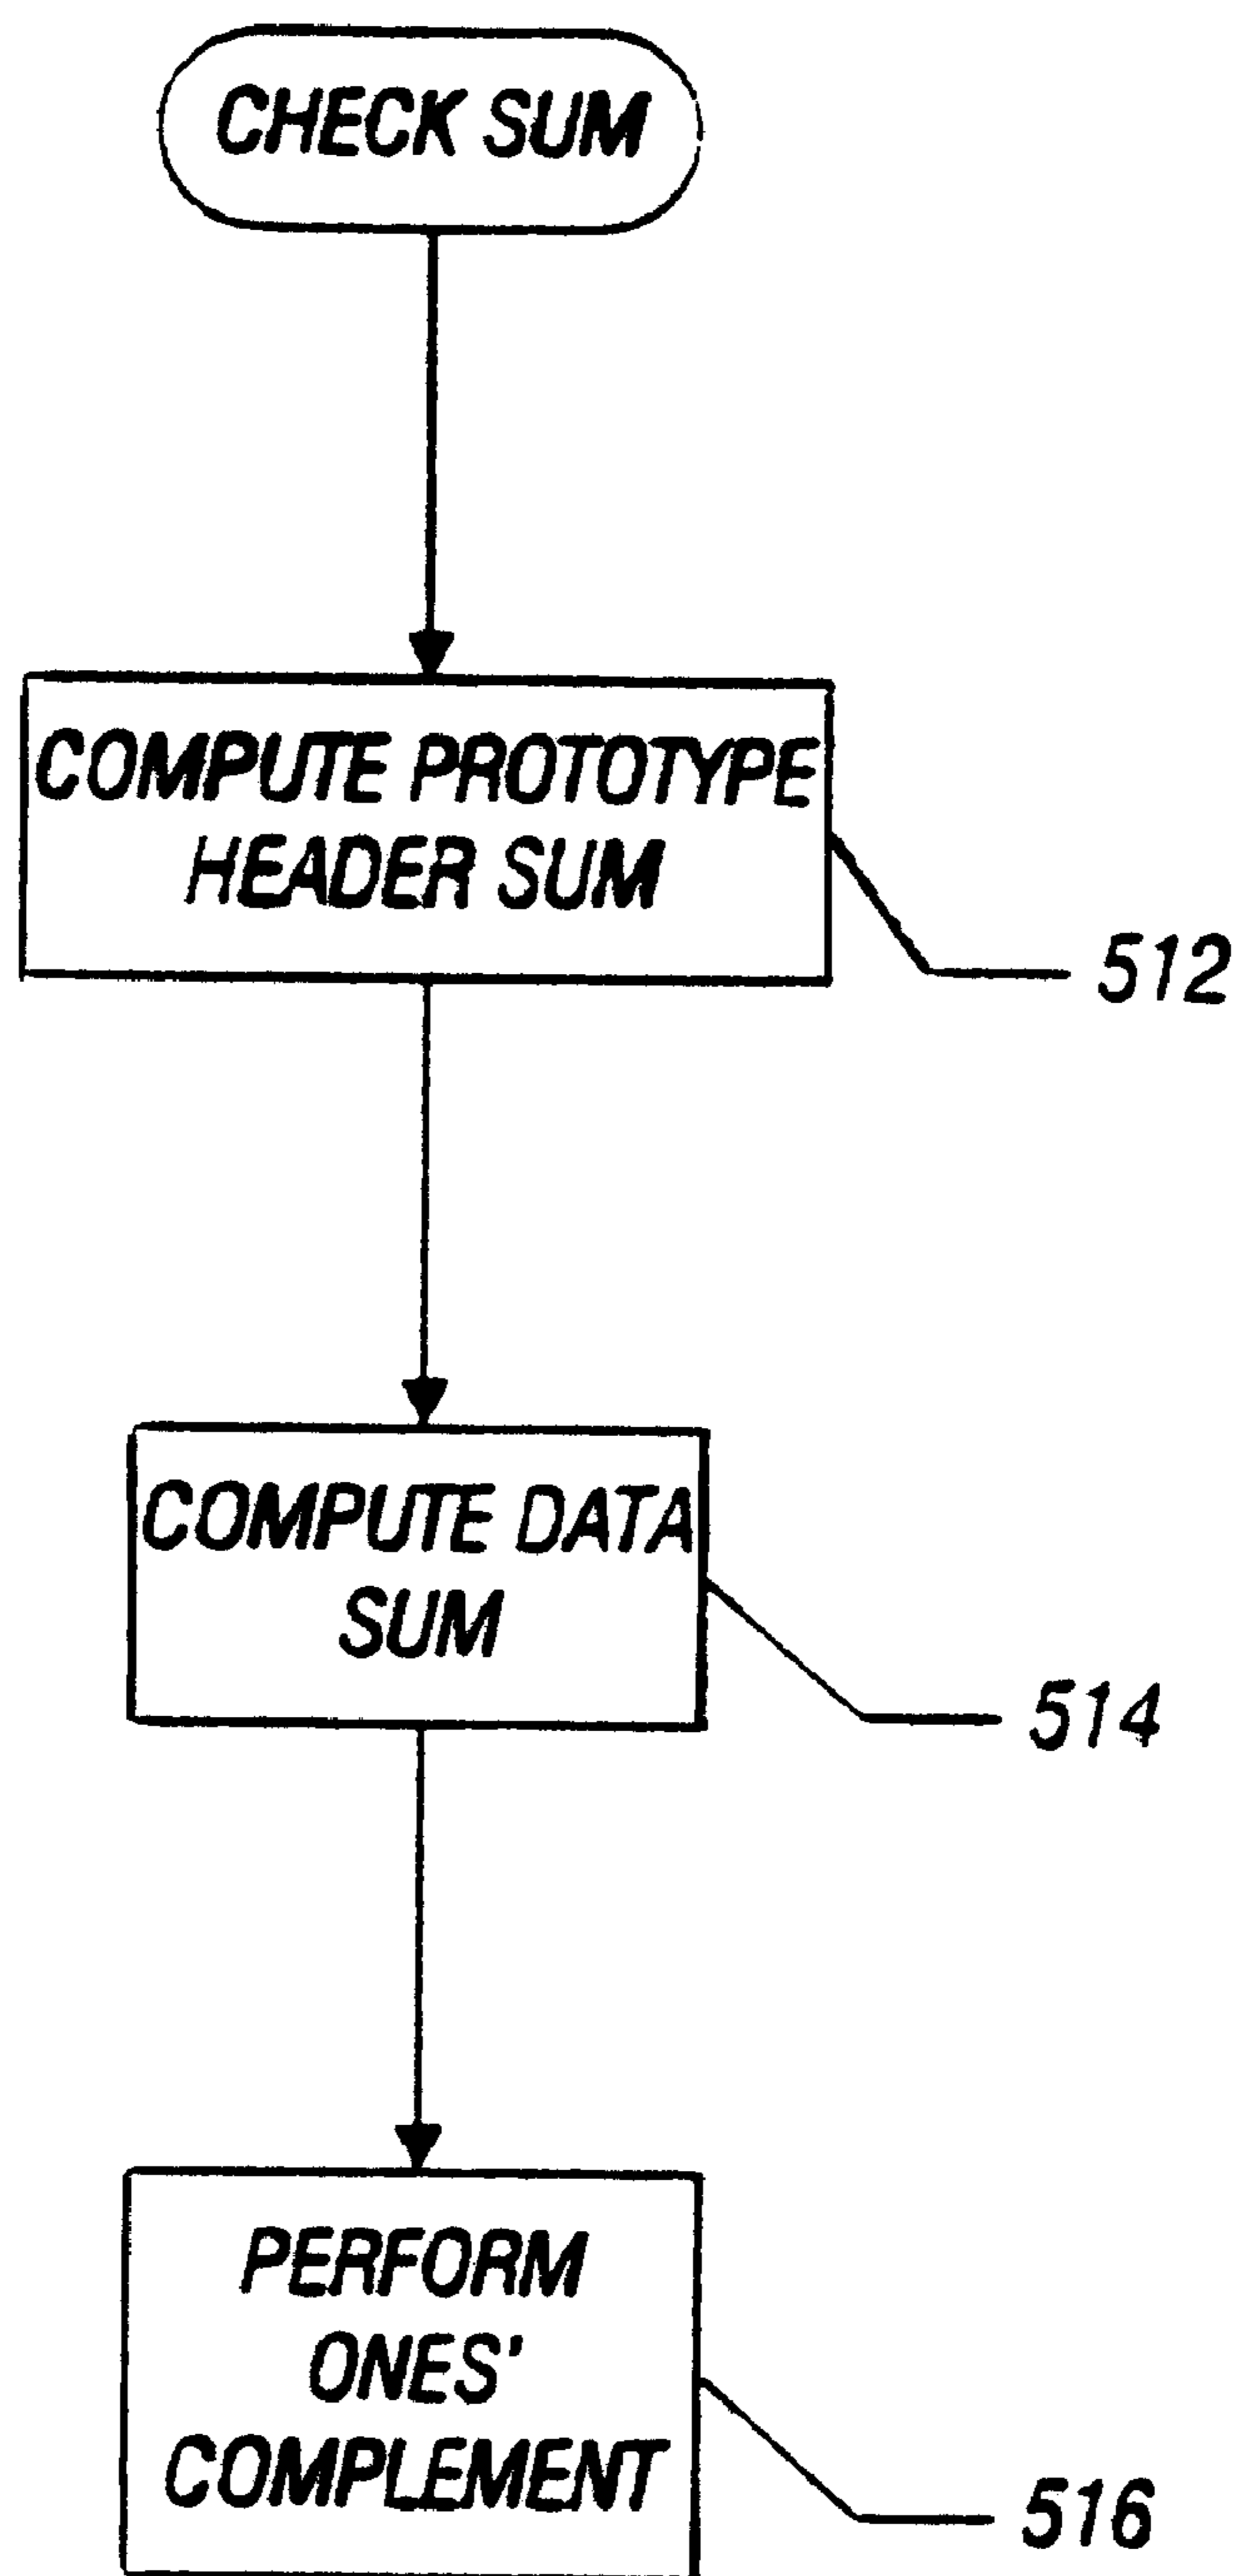 CHECK SUM
COMPUTE PROTOTYPE
HEADER SUM
512
COMPUTE DATA
SUM
514
PERFORM
ONES'
COMPLEMENT
516